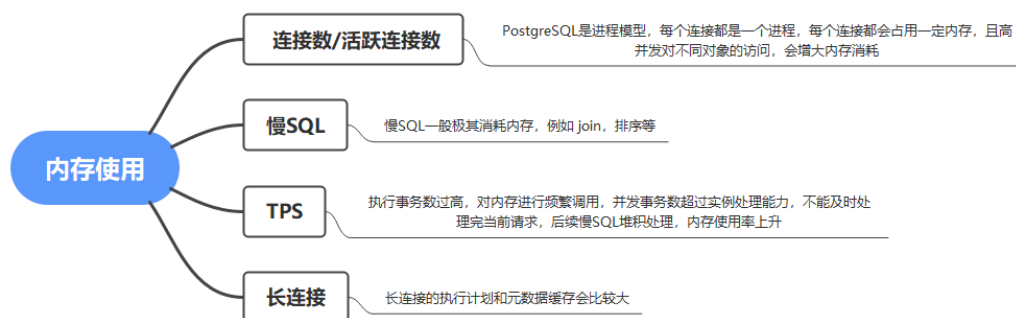 内存使用
连接数/活跃连接数
PostgreSQL是进程模型，每个连接都是一个进程，每个连接都会占用一定内存，且高
并发对不同对象的访问，会增大内存消耗
慢SQL
慢SQL一般极其消耗内存，例如 join，排序等
TPS
执行事务数过高，对内存进行频繁调用，并发事务数超过实例处理能力，不能及时处
理完当前请求，后续慢SQL堆积处理，内存使用率上升
长连接
长连接的执行计划和元数据缓存会比较大